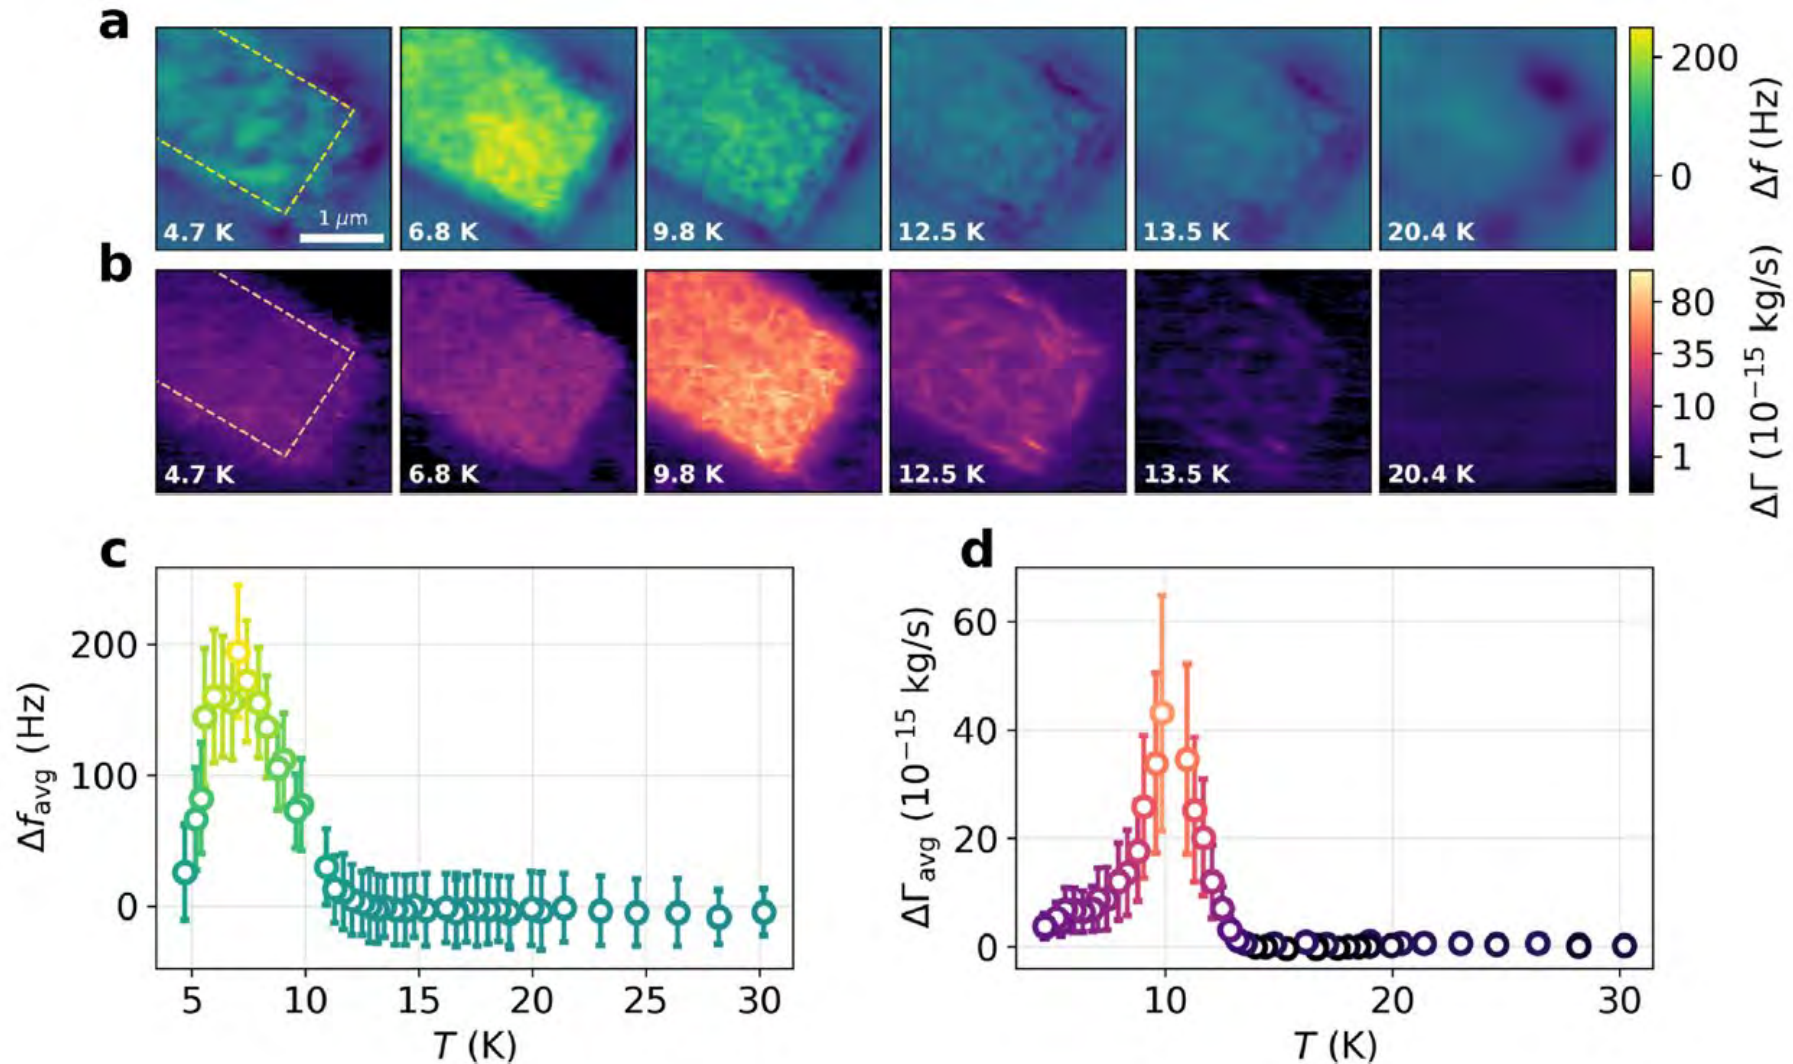 a
4.7 K
1 μm
6.8 K
9.8 K
12.5 K
13.5 K
20.4 K
200
0
Δf (Hz)
b
4.7 K
6.8 K
9.8 K
12.5 K
13.5 K
20.4 K
80
35
10
1
ΔΓ (10⁻¹⁵ kg/s)
c
200
100
0
Δf_avg (Hz)
5 10 15 20 25 30
T (K)
d
60
40
20
0
ΔΓ_avg (10⁻¹⁵ kg/s)
10 20 30
T (K)